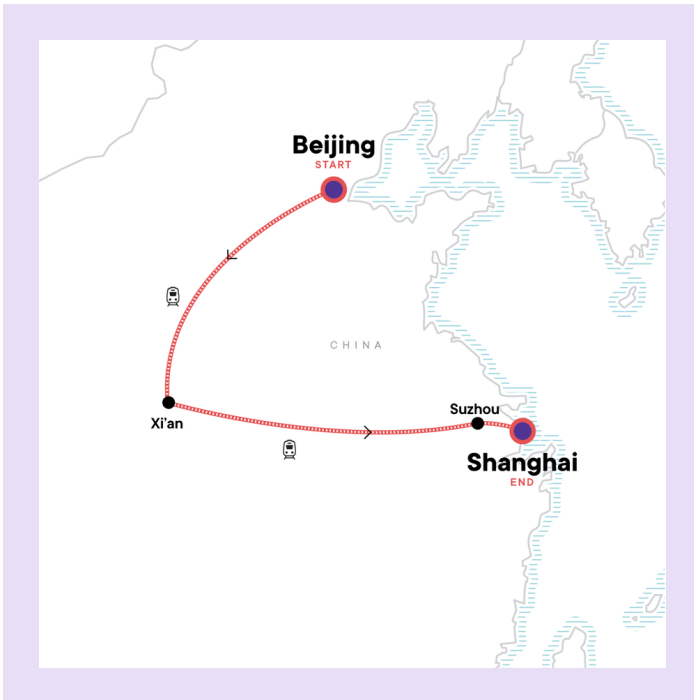 Beijing
START
CHINA
Xi'an
Suzhou
Shanghai
END